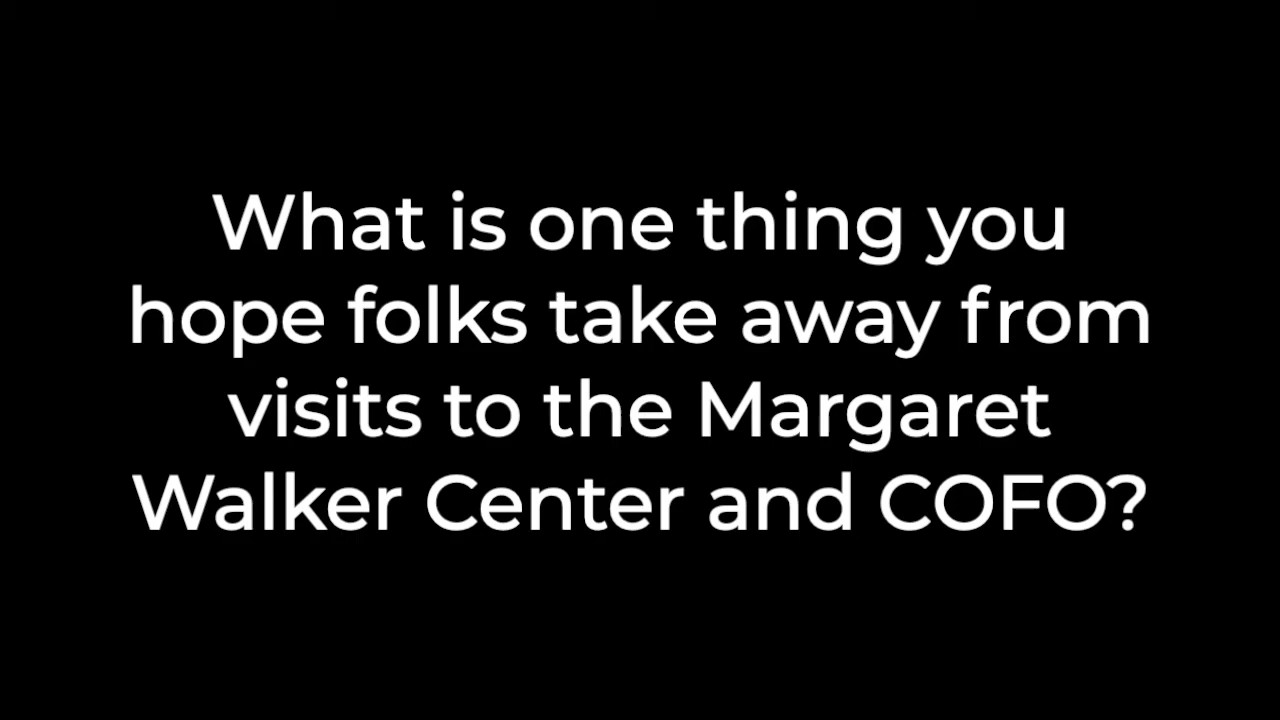 What is one thing you
hope folks take away from
visits to the Margaret
Walker Center and COFO?